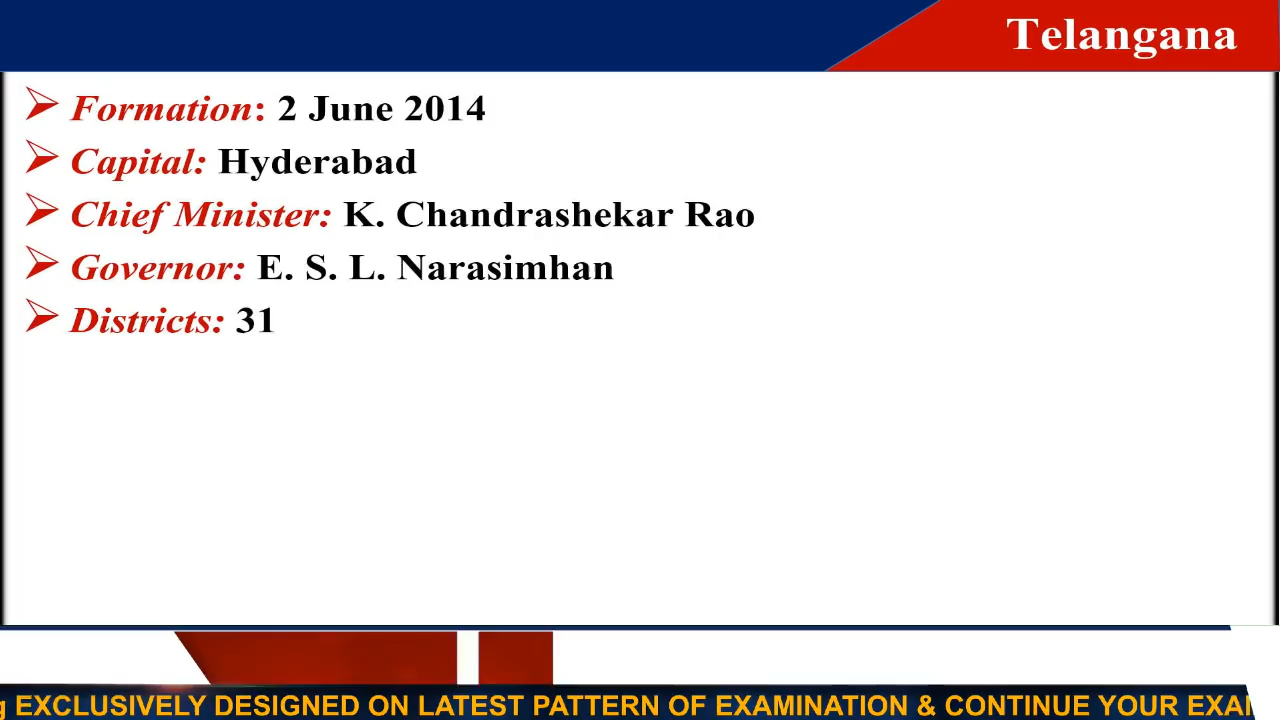 Telangana
Formation: 2 June 2014
Capital: Hyderabad
Chief Minister: K. Chandrashekar Rao
Governor: E. S. L. Narasimhan
Districts: 31
EXCLUSIVELY DESIGNED ON LATEST PATTERN OF EXAMINATION & CONTINUE YOUR